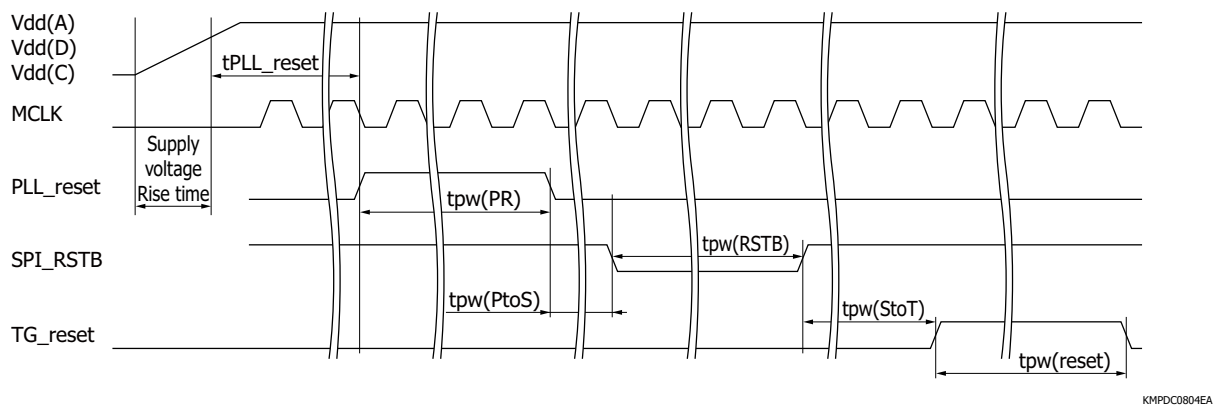 Vdd(A)
Vdd(D)
Vdd(C)
tPLL_reset
MCLK
Supply
voltage
Rise time
PLL_reset
tpw(PR)
SPI_RSTB
tpw(RSTB)
tpw(PtoS)
tpw(StoT)
TG_reset
tpw(reset)
KMPDC0804EA